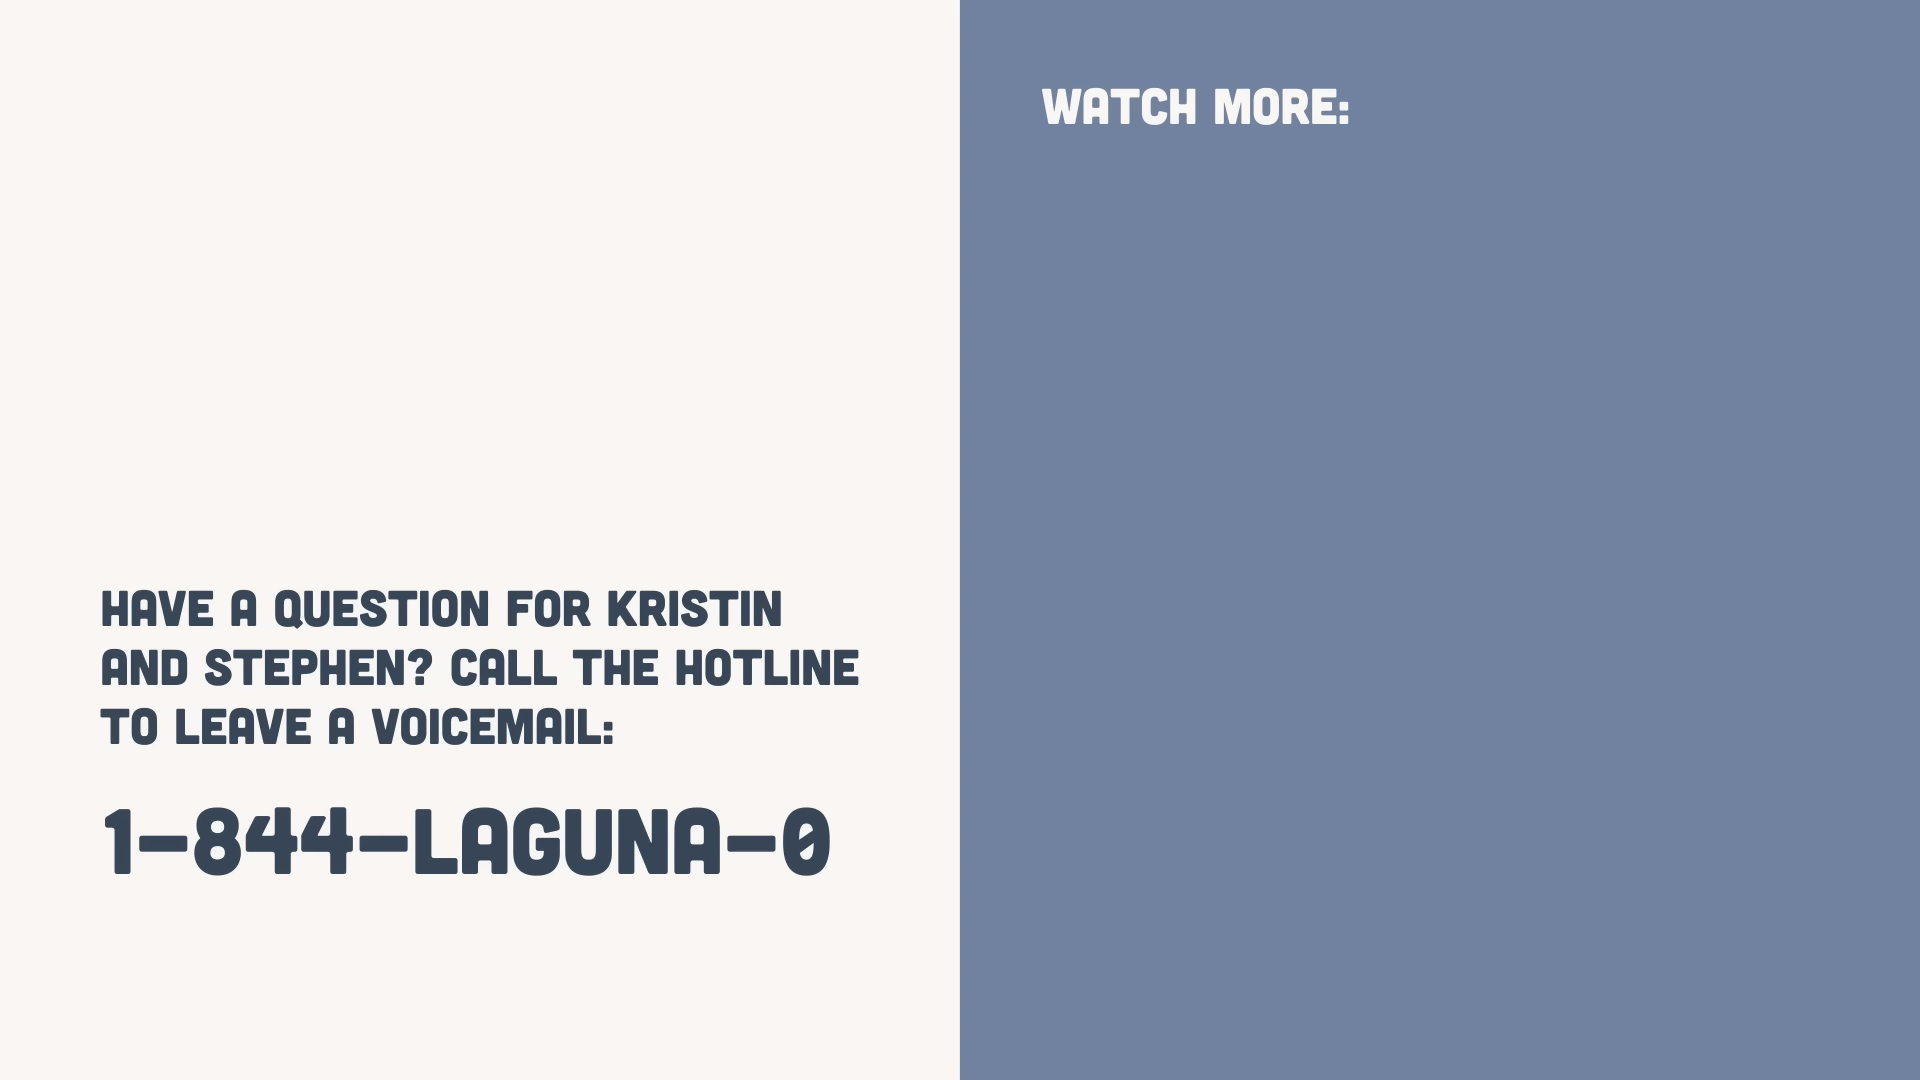 HAVE A QUESTION FOR KRISTIN
AND STEPHEN? CALL THE HOTLINE
TO LEAVE A VOICEMAIL:
1-844-LAGUNA-0
WATCH MORE: